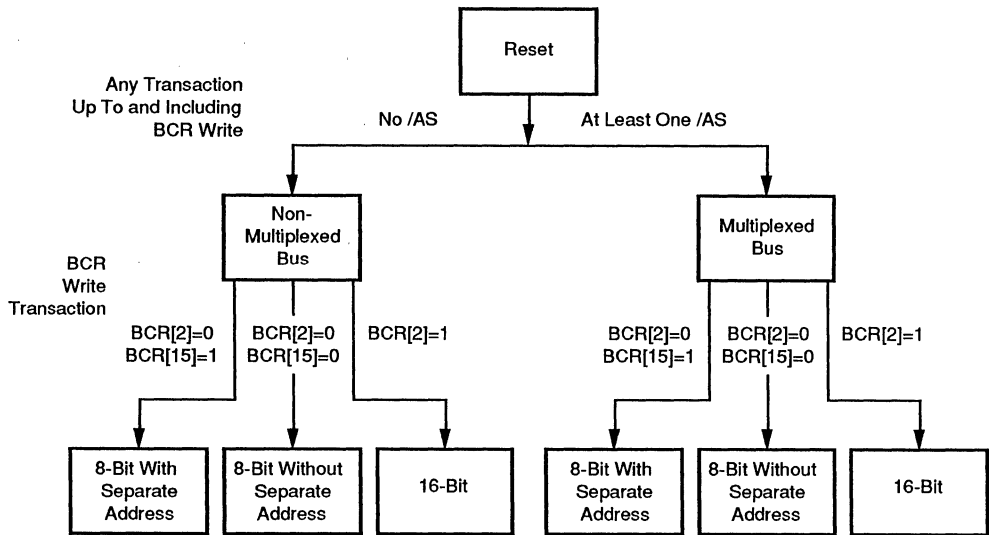 Reset
Any Transaction
Up To and Including
BCR Write
No /AS
At Least One /AS
Non-
Multiplexed
Bus
Multiplexed
Bus
BCR
Write
Transaction
BCR[2]=0
BCR[15]=1
BCR[2]=0
BCR[15]=0
BCR[2]=1
BCR[2]=0
BCR[15]=1
BCR[2]=0
BCR[15]=0
BCR[2]=1
8-Bit With
Separate
Address
8-Bit Without
Separate
Address
16-Bit
8-Bit With
Separate
Address
8-Bit Without
Separate
Address
16-Bit